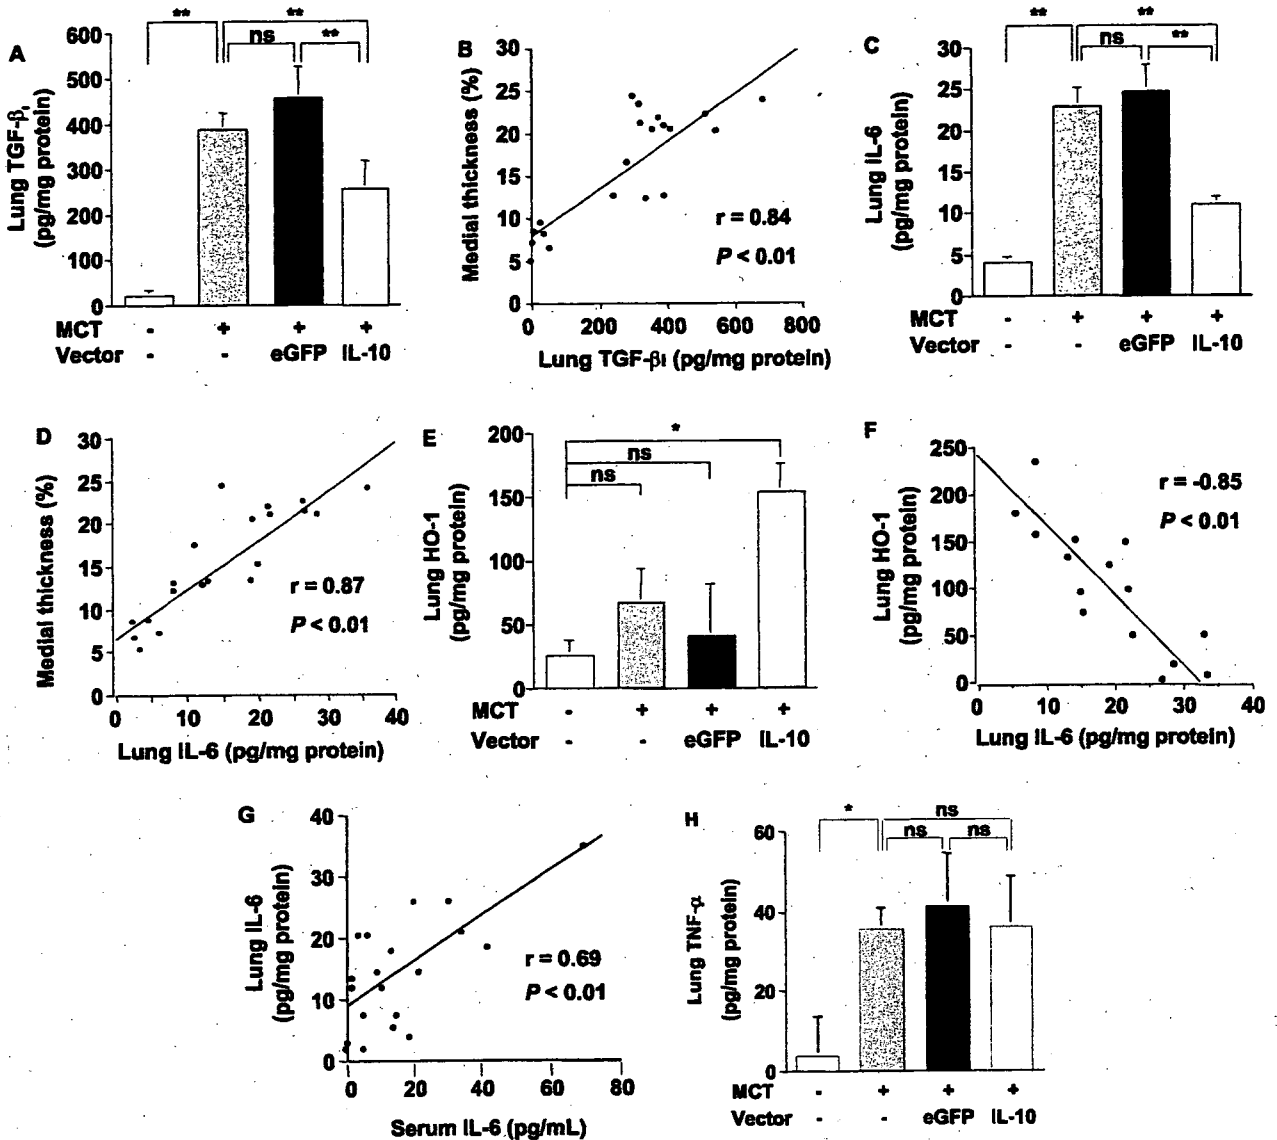 A
Lung TGF-β₁
(pg/mg protein)
600
500
400
300
200
100
0
** **
ns **
MCT - + + +
Vector - - eGFP IL-10
B
Medial thickness (%)
30
25
20
15
10
5
0
r = 0.84
P < 0.01
0 200 400 600 800
Lung TGF-β₁ (pg/mg protein)
C
Lung IL-6
(pg/mg protein)
30
25
20
15
10
5
0
** **
ns **
MCT - + + +
Vector - - eGFP IL-10
D
Medial thickness (%)
30
25
20
15
10
5
0
r = 0.87
P < 0.01
0 10 20 30 40
Lung IL-6 (pg/mg protein)
E
Lung HO-1
(pg/mg protein)
200
150
100
50
0
*
ns
ns
MCT - + + +
Vector - - eGFP IL-10
F
Lung HO-1
(pg/mg protein)
250
200
150
100
50
0
r = -0.85
P < 0.01
0 10 20 30 40
Lung IL-6 (pg/mg protein)
G
Lung IL-6
(pg/mg protein)
40
30
20
10
0
r = 0.69
P < 0.01
0 20 40 60 80
Serum IL-6 (pg/mL)
H
Lung TNF-α
(pg/mg protein)
60
40
20
0
* ns
ns ns
MCT - + + +
Vector - - eGFP IL-10